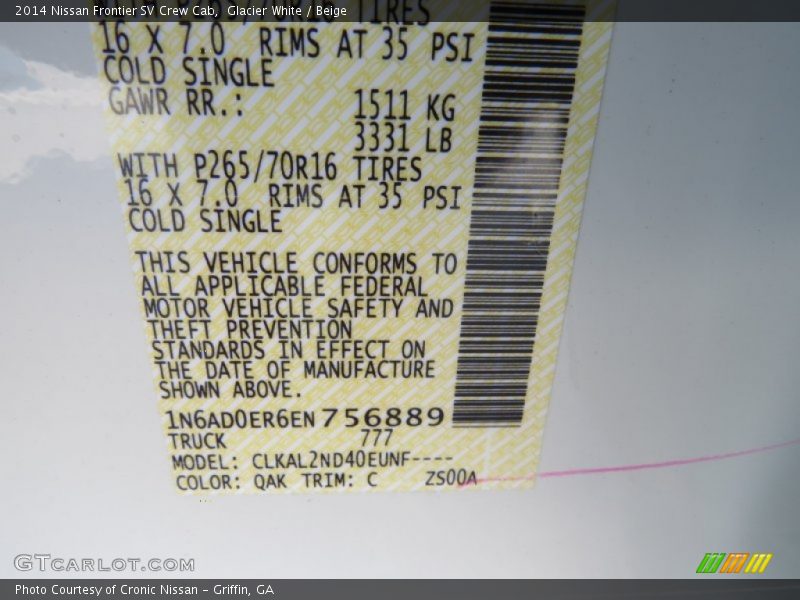 2014 Nissan Frontier SV Crew Cab,  Glacier White / Beige
TIRES
16 X 7.0 RIMS AT 35 PSI
COLD SINGLE
GAWR RR.: 1511 KG
3331 LB
WITH P265/70R16 TIRES
16 X 7.0 RIMS AT 35 PSI
COLD SINGLE
THIS VEHICLE CONFORMS TO
ALL APPLICABLE FEDERAL
MOTOR VEHICLE SAFETY AND
THEFT PREVENTION
STANDARDS IN EFFECT ON
THE DATE OF MANUFACTURE
SHOWN ABOVE.
1N6AD0ER6EN756889
TRUCK 777
MODEL: CLKAL2ND40EUNF----
COLOR: QAK TRIM: C ZS00A
GTCARLOT.COM
Photo Courtesy of Cronic Nissan – Griffin, GA